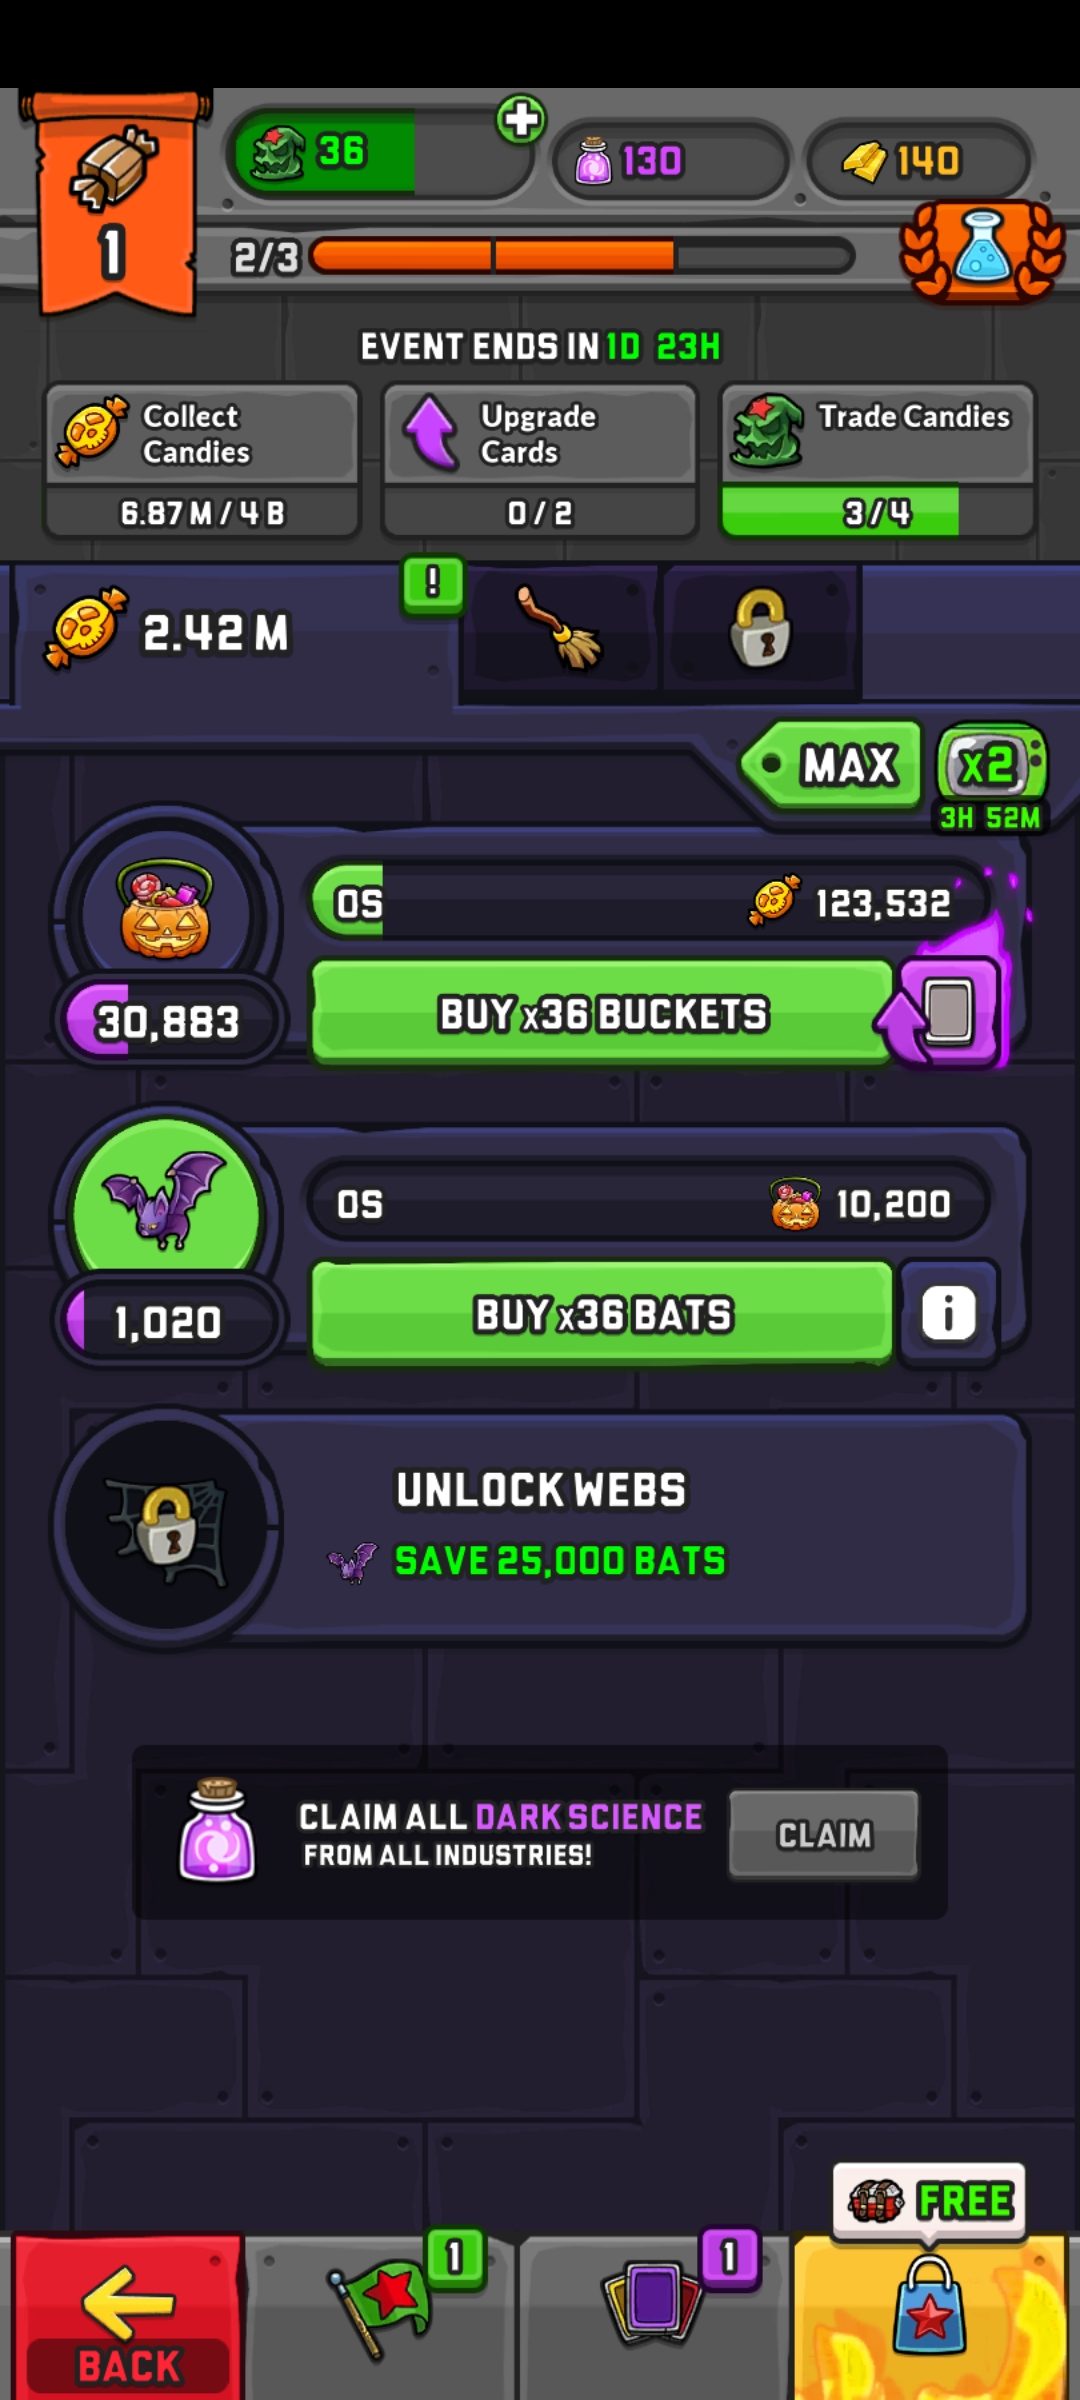 1
36
130
140
2/3
EVENT ENDS IN 1D 23H
Collect
Candies
6.87 M / 4 B
Upgrade
Cards
0 / 2
Trade Candies
3 / 4
2.42 M
!
MAX
x2
3H 52M
0S
123,532
30,883
BUY x36 BUCKETS
0S
10,200
1,020
BUY x36 BATS
i
UNLOCK WEBS
SAVE 25,000 BATS
CLAIM ALL DARK SCIENCE
FROM ALL INDUSTRIES!
CLAIM
FREE
BACK
1
1